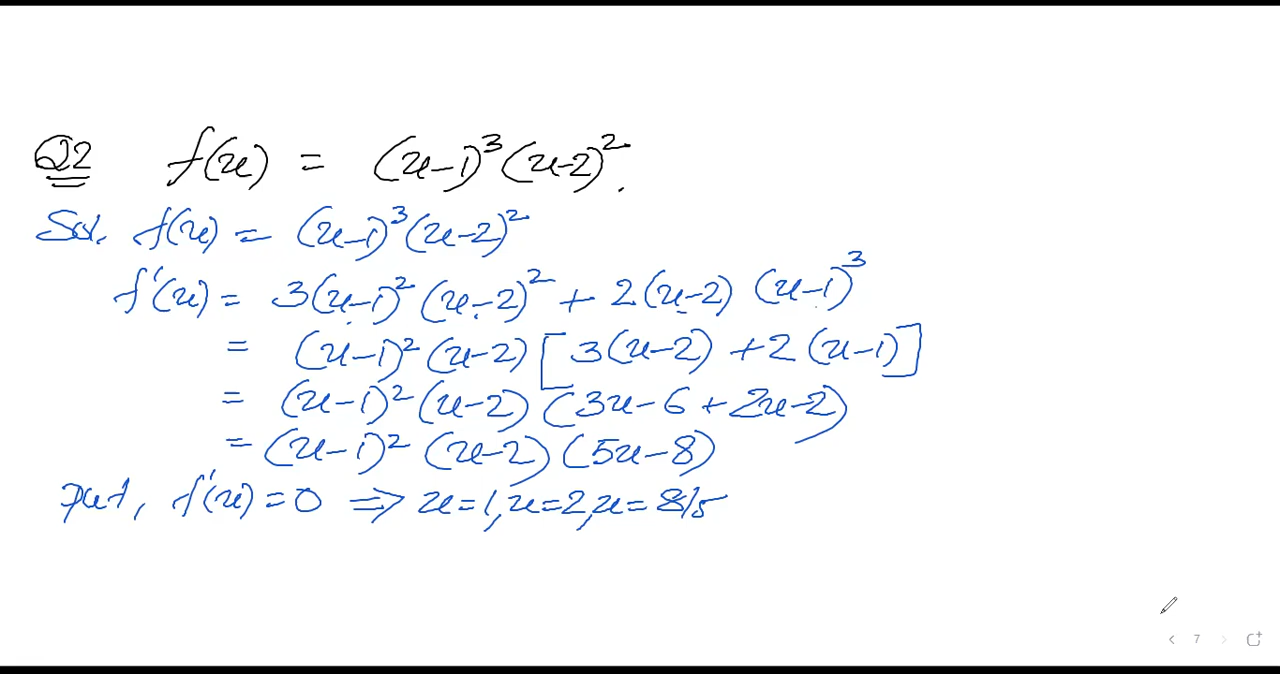 Q2 f(x) = (x-1)³(x-2)².
Sol. f(x) = (x-1)³(x-2)²
f'(x) = 3(x-1)²(x-2)² + 2(x-2) (x-1)³
= (x-1)²(x-2)[3(x-2) +2(x-1)]
= (x-1)²(x-2)(3x-6+2x-2)
= (x-1)²(x-2)(5x-8)
put, f'(x)=0 ⇒ x=1, x=2, x=8/5
7